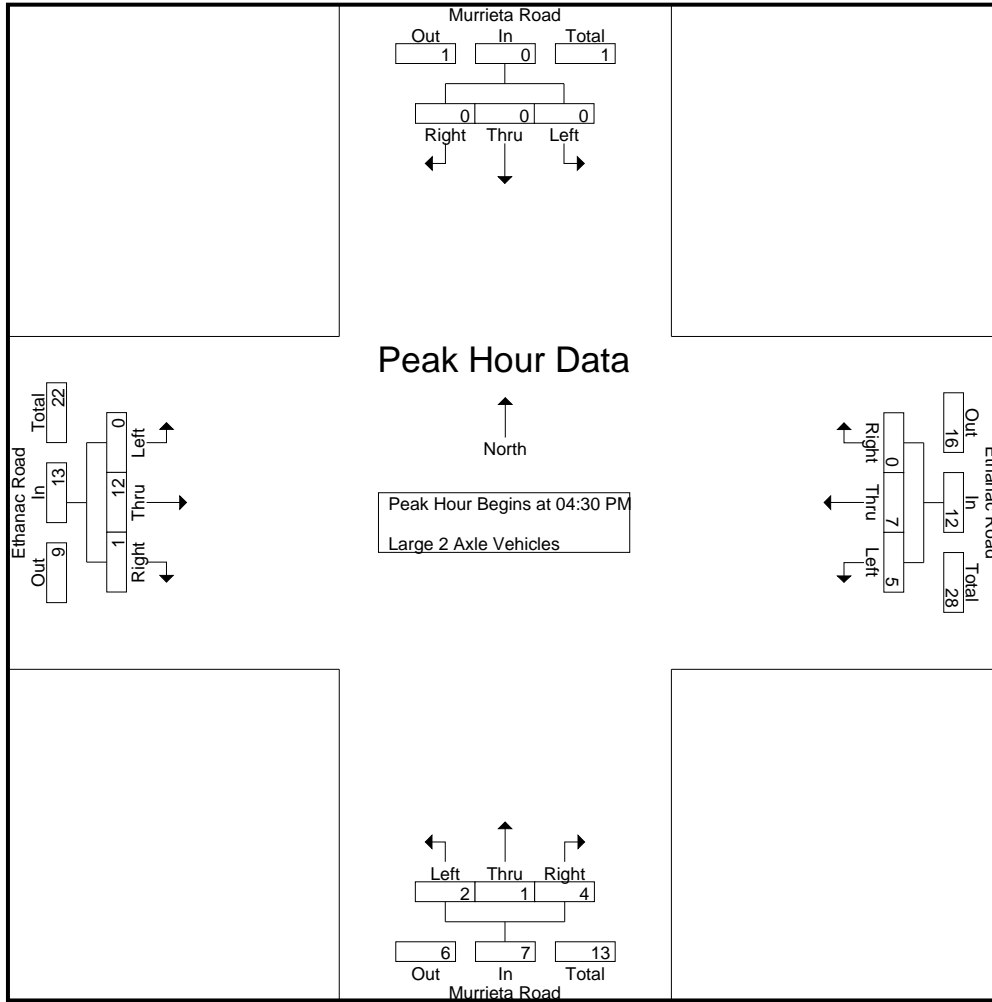 Murrieta Road
Out In Total
1 0 1
0 0 0
Right Thru Left
Peak Hour Data
North
Peak Hour Begins at 04:30 PM
Large 2 Axle Vehicles
Ethanac Road
Out In Total
9 13 22
1 12 0
Right Thru Left
Ethanac Road
Out In Total
16 12 28
0 7 5
Right Thru Left
Left Thru Right
2 1 4
6 7 13
Out In Total
Murrieta Road